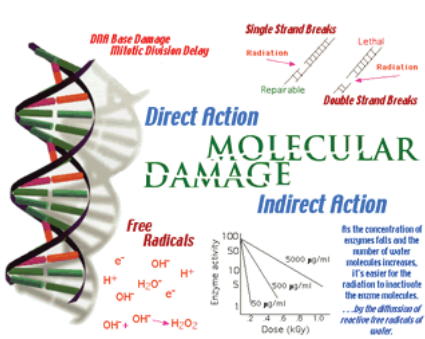 DNA Base Damage
Mitotic Division Delay
Single Strand Breaks
Radiation
Repairable
Lethal
Radiation
Double Strand Breaks
Direct Action
MOLECULAR
DAMAGE
Indirect Action
Free
Radicals
e⁻
OH⁻
H⁺
H⁺
H₂O⁻
OH⁻
e⁻
OH⁺ + OH⁻ → H₂O₂
Enzyme activity
100
50
10
5
1
5000 µg/ml
500 µg/ml
50 µg/ml
.2 .4 .6 .8 1.0
Dose (kGy)
As the concentration of
enzymes falls and the
number of water
molecules increases,
it's easier for the
radiation to inactivate
the enzme molecules.
. . .by the diffussion of
reactive free radicals of
water.